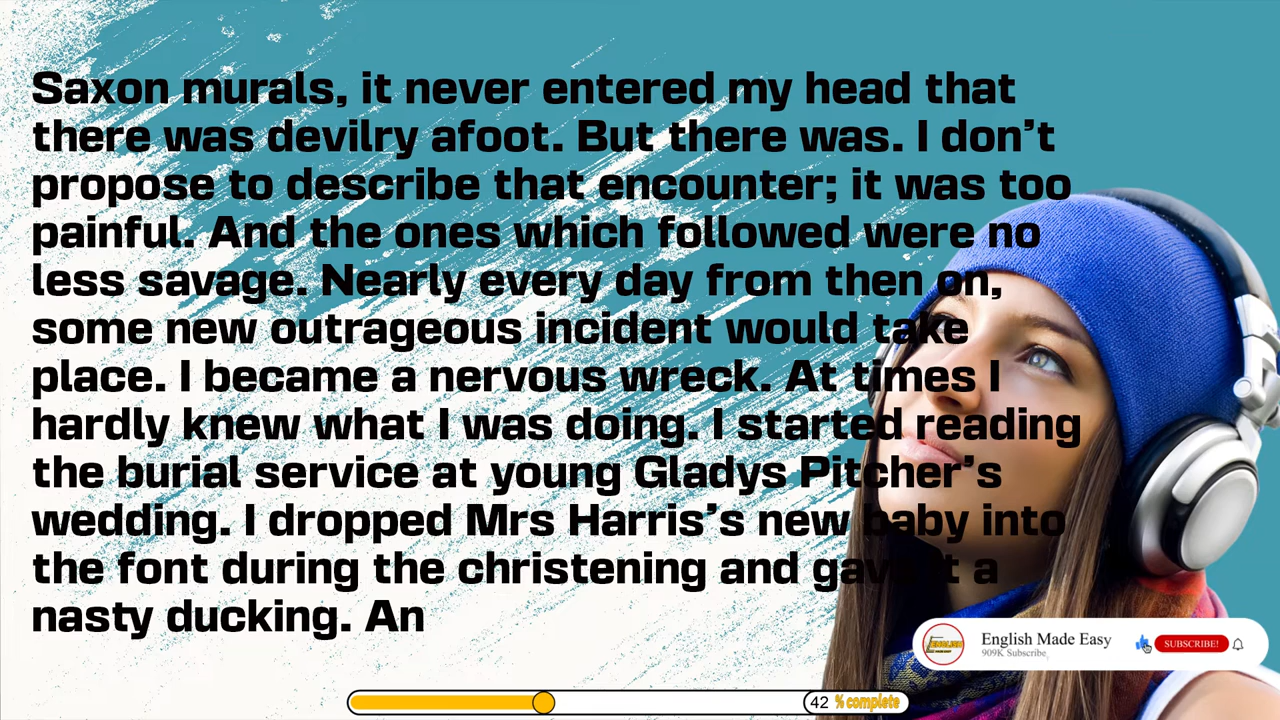 Saxon murals, it never entered my head that
there was devilry afoot. But there was. I don't
propose to describe that encounter; it was too
painful. And the ones which followed were no
less savage. Nearly every day from then on,
some new outrageous incident would take
place. I became a nervous wreck. At times I
hardly knew what I was doing. I started reading
the burial service at young Gladys Pitcher's
wedding. I dropped Mrs Harris's new baby into
the font during the christening and gave it a
nasty ducking. An
English Made Easy
909K Subscribe
SUBSCRIBE!
ENGLISH
42 % complete